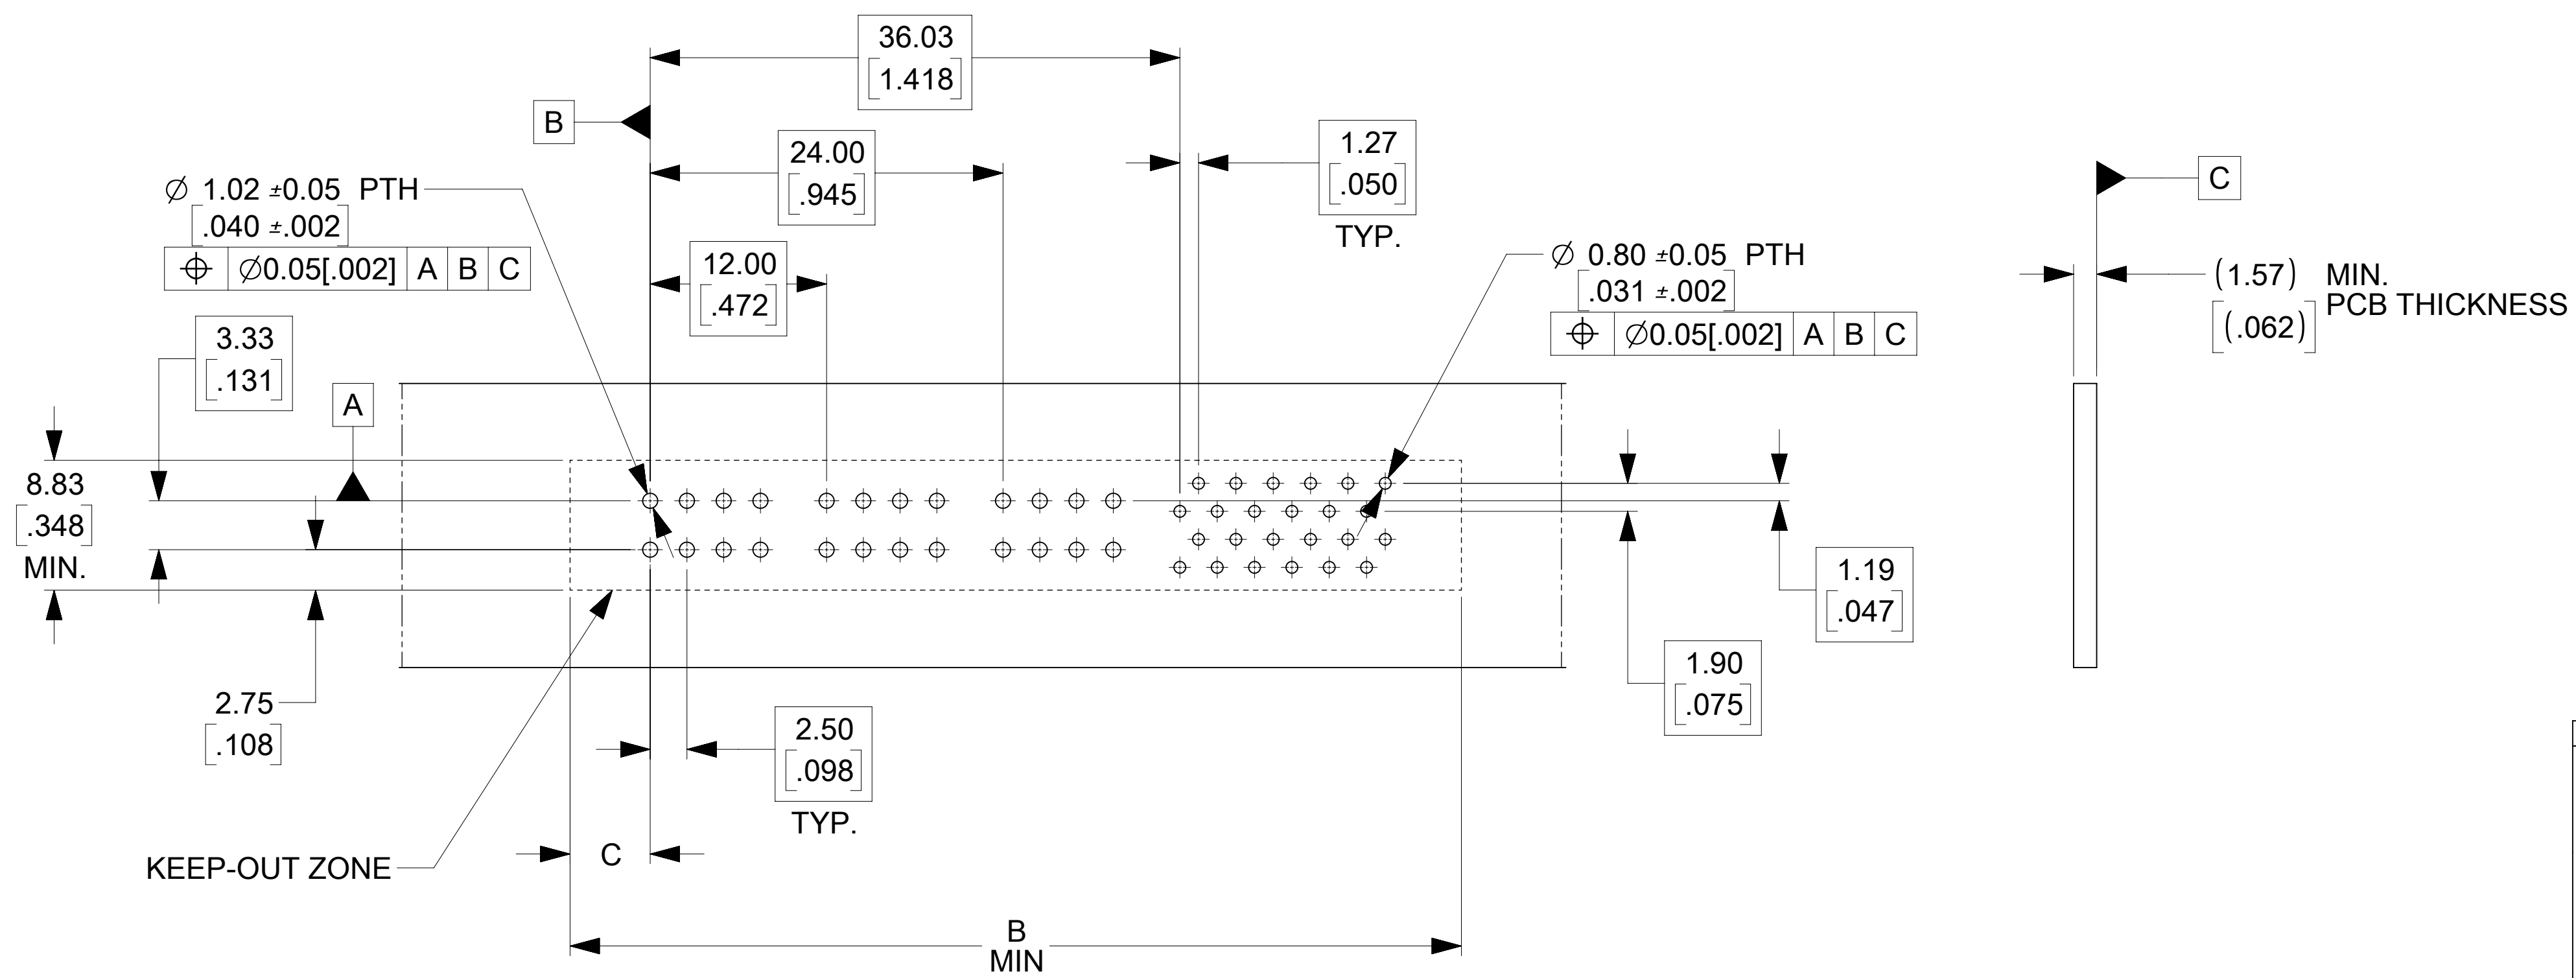 36.03
[1.418]
B
24.00
[.945]
1.27
[.050]
TYP.
C
⌀ 1.02 ±0.05 PTH
[.040 ±.002]
⌖ ⌀0.05[.002] A B C
12.00
[.472]
⌀ 0.80 ±0.05 PTH
[.031 ±.002]
⌖ ⌀0.05[.002] A B C
(1.57) MIN.
PCB THICKNESS
[(.062)]
3.33
[.131]
A
8.83
[.348]
MIN.
1.19
[.047]
1.90
[.075]
2.75
[.108]
2.50
[.098]
TYP.
C
KEEP-OUT ZONE
B
MIN